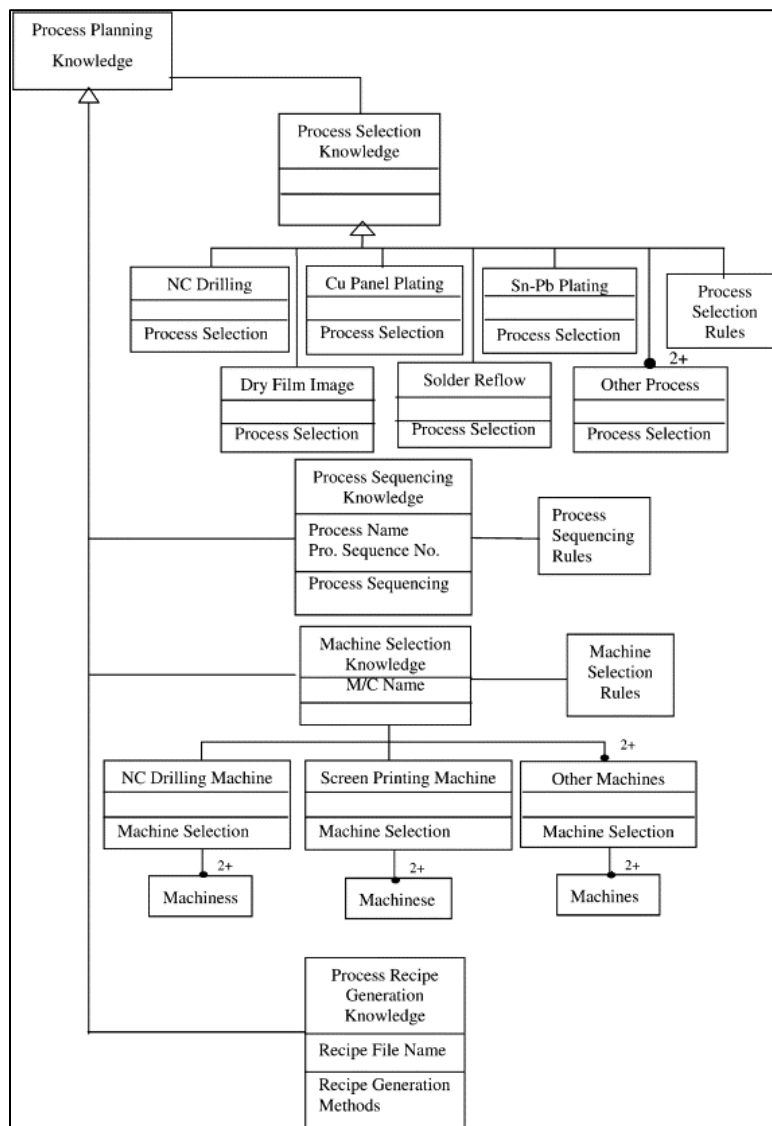 Process Planning
Knowledge
Process Selection
Knowledge
NC Drilling
Process Selection
Cu Panel Plating
Process Selection
Sn-Pb Plating
Process Selection
Process
Selection
Rules
2+
Dry Film Image
Process Selection
Solder Reflow
Process Selection
Other Process
Process Selection
Process Sequencing
Knowledge
Process Name
Pro. Sequence No.
Process Sequencing
Process
Sequencing
Rules
Machine Selection
Knowledge
M/C Name
Machine
Selection
Rules
2+
NC Drilling Machine
Machine Selection
Screen Printing Machine
Machine Selection
Other Machines
Machine Selection
2+
2+
2+
Machiness
Machinese
Machines
Process Recipe
Generation
Knowledge
Recipe File Name
Recipe Generation
Methods